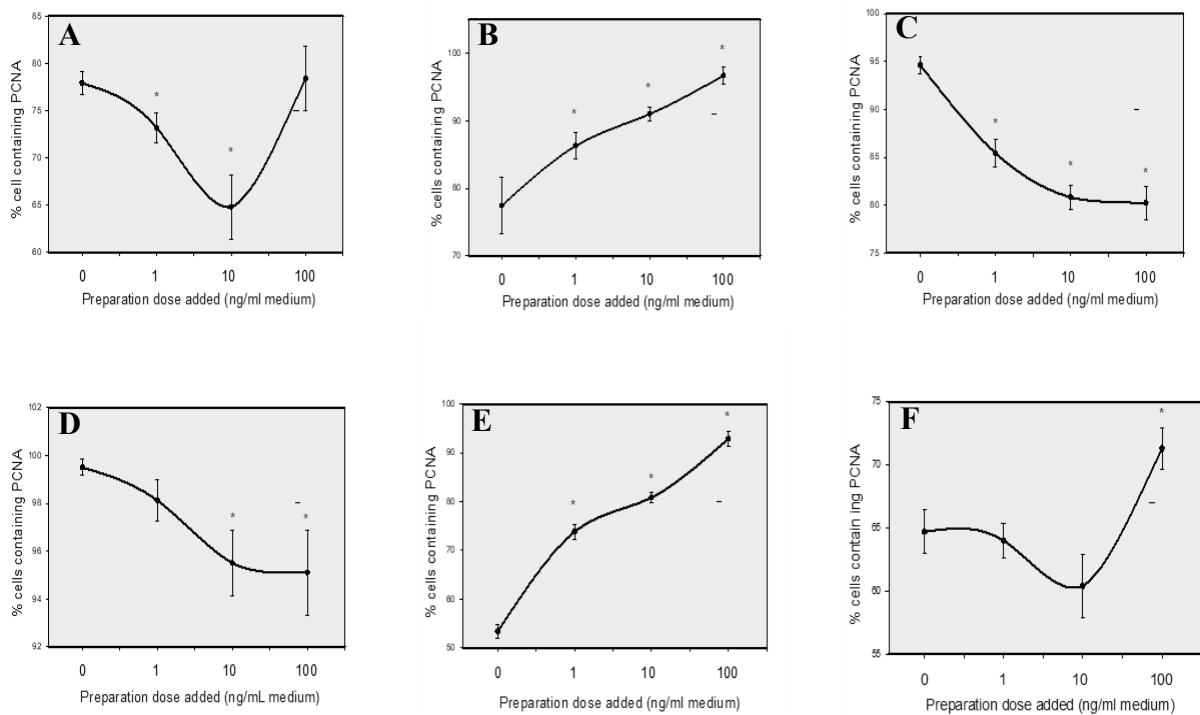 A
% cell containing PCNA
85
80
75
70
65
60
*
*
0 1 10 100
Preparation dose added (ng/ml medium)
B
% cells containing PCNA
100
90
80
70
*
*
*
0 1 10 100
Preparation dose added (ng/ml medium)
C
% cells containing PCNA
100
95
90
85
80
75
*
*
*
0 1 10 100
Preparation dose added (ng/ml medium)
D
% cells containing PCNA
102
100
98
96
94
92
*
*
0 1 10 100
Preparation dose added (ng/mL medium)
E
% cells containing PCNA
100
90
80
70
60
50
*
*
*
0 1 10 100
Preparation dose added (ng/ml medium)
F
% cells contain ing PCNA
75
70
65
60
55
*
0 1 10 100
Preparation dose added (ng/ml medium)